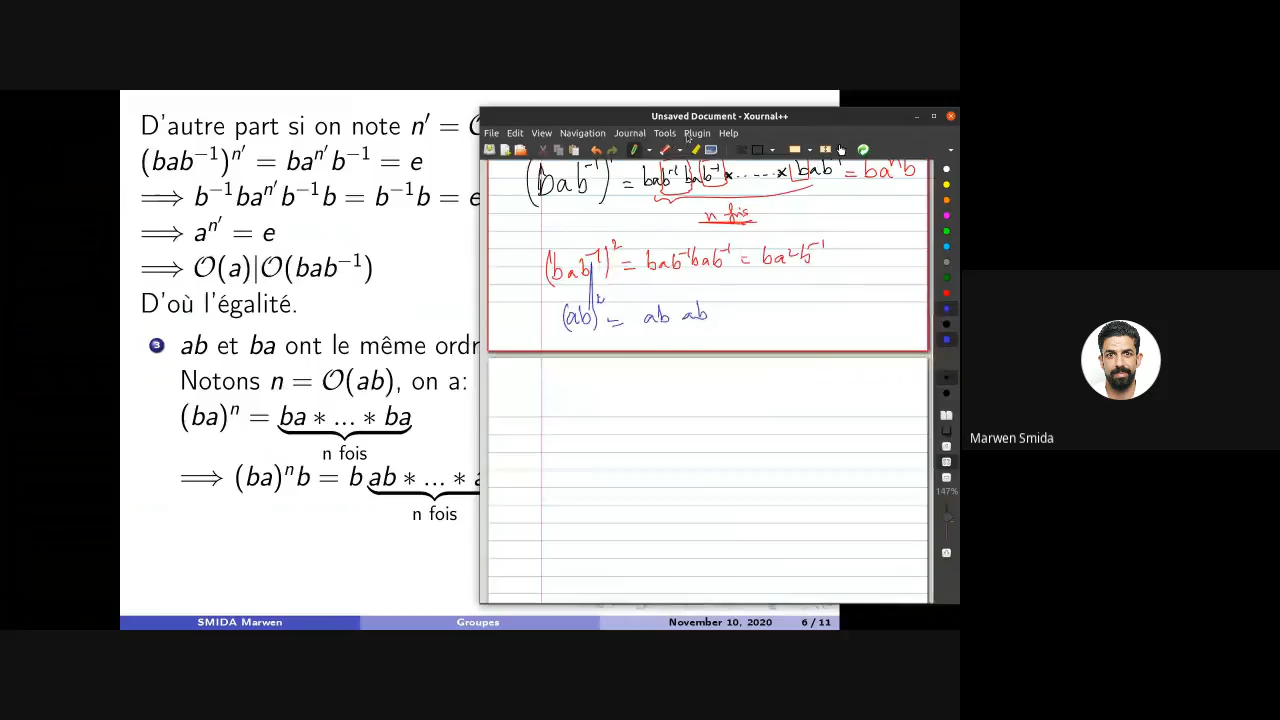 D'autre part si on note n′ = O
(bab⁻¹)ⁿ′ = baⁿ′b⁻¹ = e
⟹ b⁻¹baⁿ′b⁻¹b = b⁻¹b = e
⟹ aⁿ′ = e
⟹ O(a)|O(bab⁻¹)
D'où l'égalité.
3 ab et ba ont le même ordr
Notons n = O(ab), on a:
(ba)ⁿ = ba ∗ ... ∗ ba
n fois
⟹ (ba)ⁿb = b ab ∗ ... ∗ a
n fois
SMIDA Marwen Groupes November 10, 2020 6 / 11
Unsaved Document - Xournal++
File Edit View Navigation Journal Tools Plugin Help
(bab⁻¹) = bab⁻¹ bab⁻¹ × ...... × bab⁻¹ = baⁿb
n fois
(bab⁻¹)² = bab⁻¹bab⁻¹ = ba²b⁻¹
(ab)² = ab ab
147%
Marwen Smida